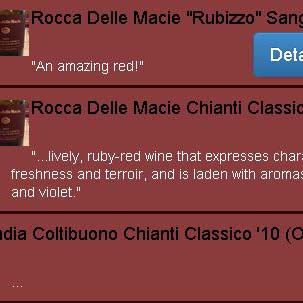 Rocca Delle Macie "Rubizzo" Sang
Deta
"An amazing red!"
Rocca Delle Macie Chianti Classic
"...lively, ruby-red wine that expresses char
freshness and terroir, and is laden with aromas
and violet."
dia Coltibuono Chianti Classico '10 (O
...